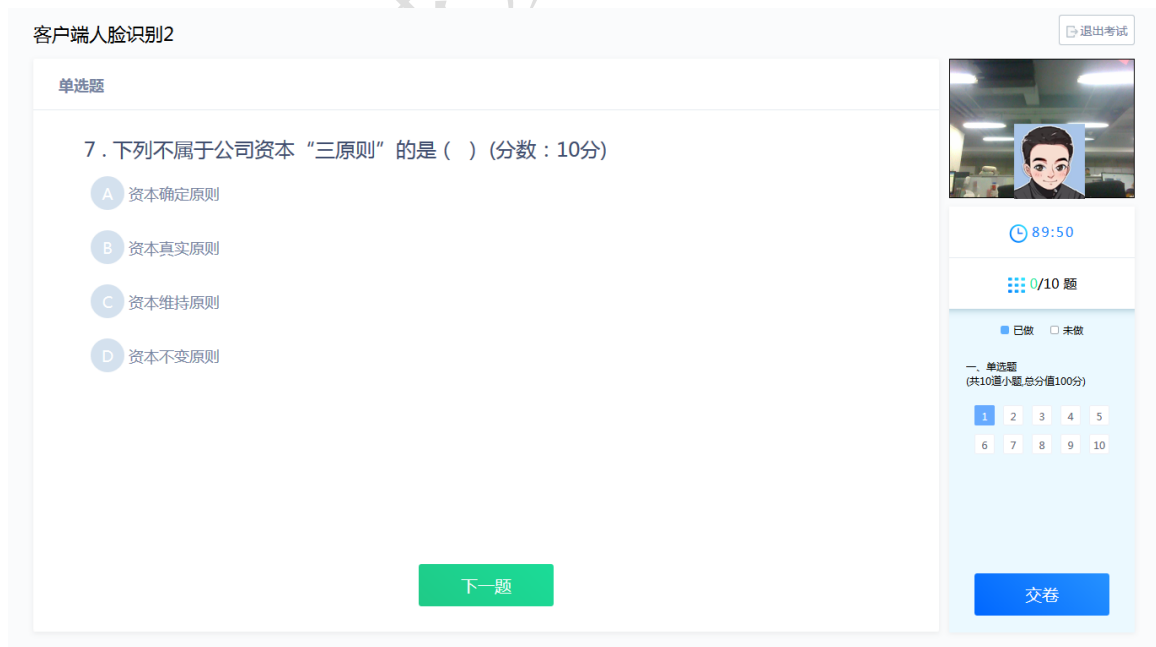 客户端人脸识别2
退出考试
单选题
7 . 下列不属于公司资本“三原则”的是 (   ) (分数：10分)
A 资本确定原则
B 资本真实原则
C 资本维持原则
D 资本不变原则
下一题
89:50
0/10 题
已做 未做
一．单选题
(共10道小题,总分值100分)
1 2 3 4 5
6 7 8 9 10
交卷